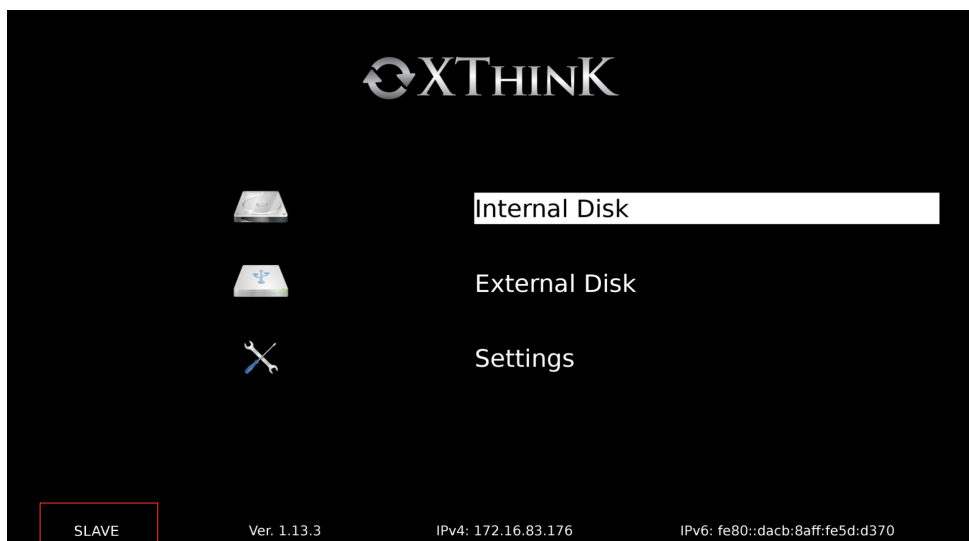 XTHINK
Internal Disk
External Disk
Settings
SLAVE Ver. 1.13.3 IPv4: 172.16.83.176 IPv6: fe80::dacb:8aff:fe5d:d370